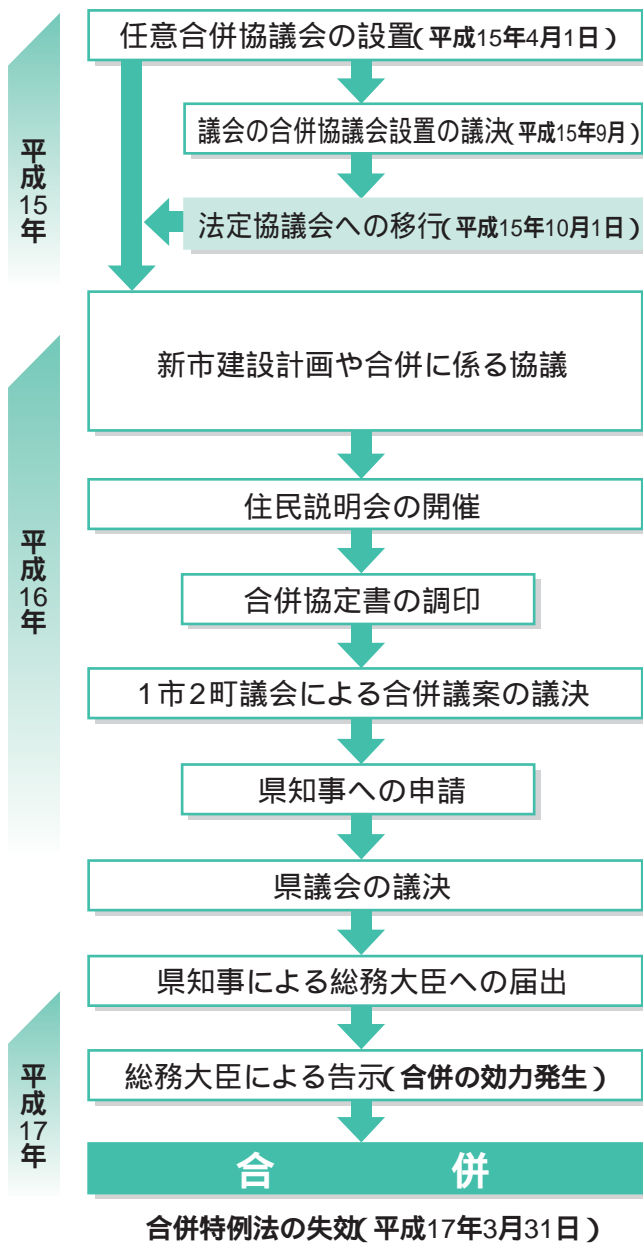 任意合併協議会の設置(平成15年4月1日)
議会の合併協議会設置の議決(平成15年9月)
平成15年
法定協議会への移行(平成15年10月1日)
新市建設計画や合併に係る協議
住民説明会の開催
平成16年
合併協定書の調印
1市2町議会による合併議案の議決
県知事への申請
県議会の議決
県知事による総務大臣への届出
平成17年
総務大臣による告示(合併の効力発生)
合併
合併特例法の失効(平成17年3月31日)